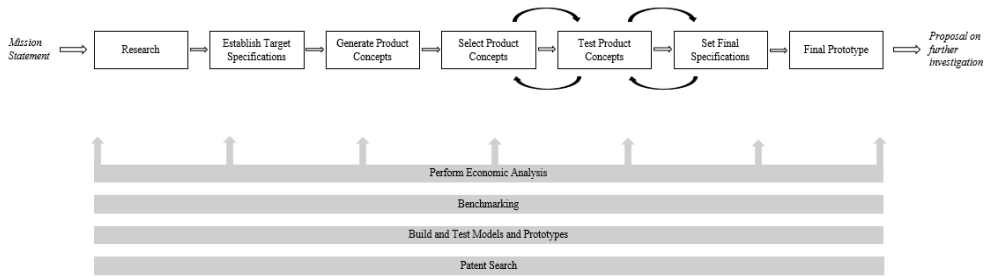 Mission
Statement
Research
Establish Target
Specifications
Generate Product
Concepts
Select Product
Concepts
Test Product
Concepts
Set Final
Specifications
Final Prototype
Proposal on
further
investigation
Perform Economic Analysis
Benchmarking
Build and Test Models and Prototypes
Patent Search